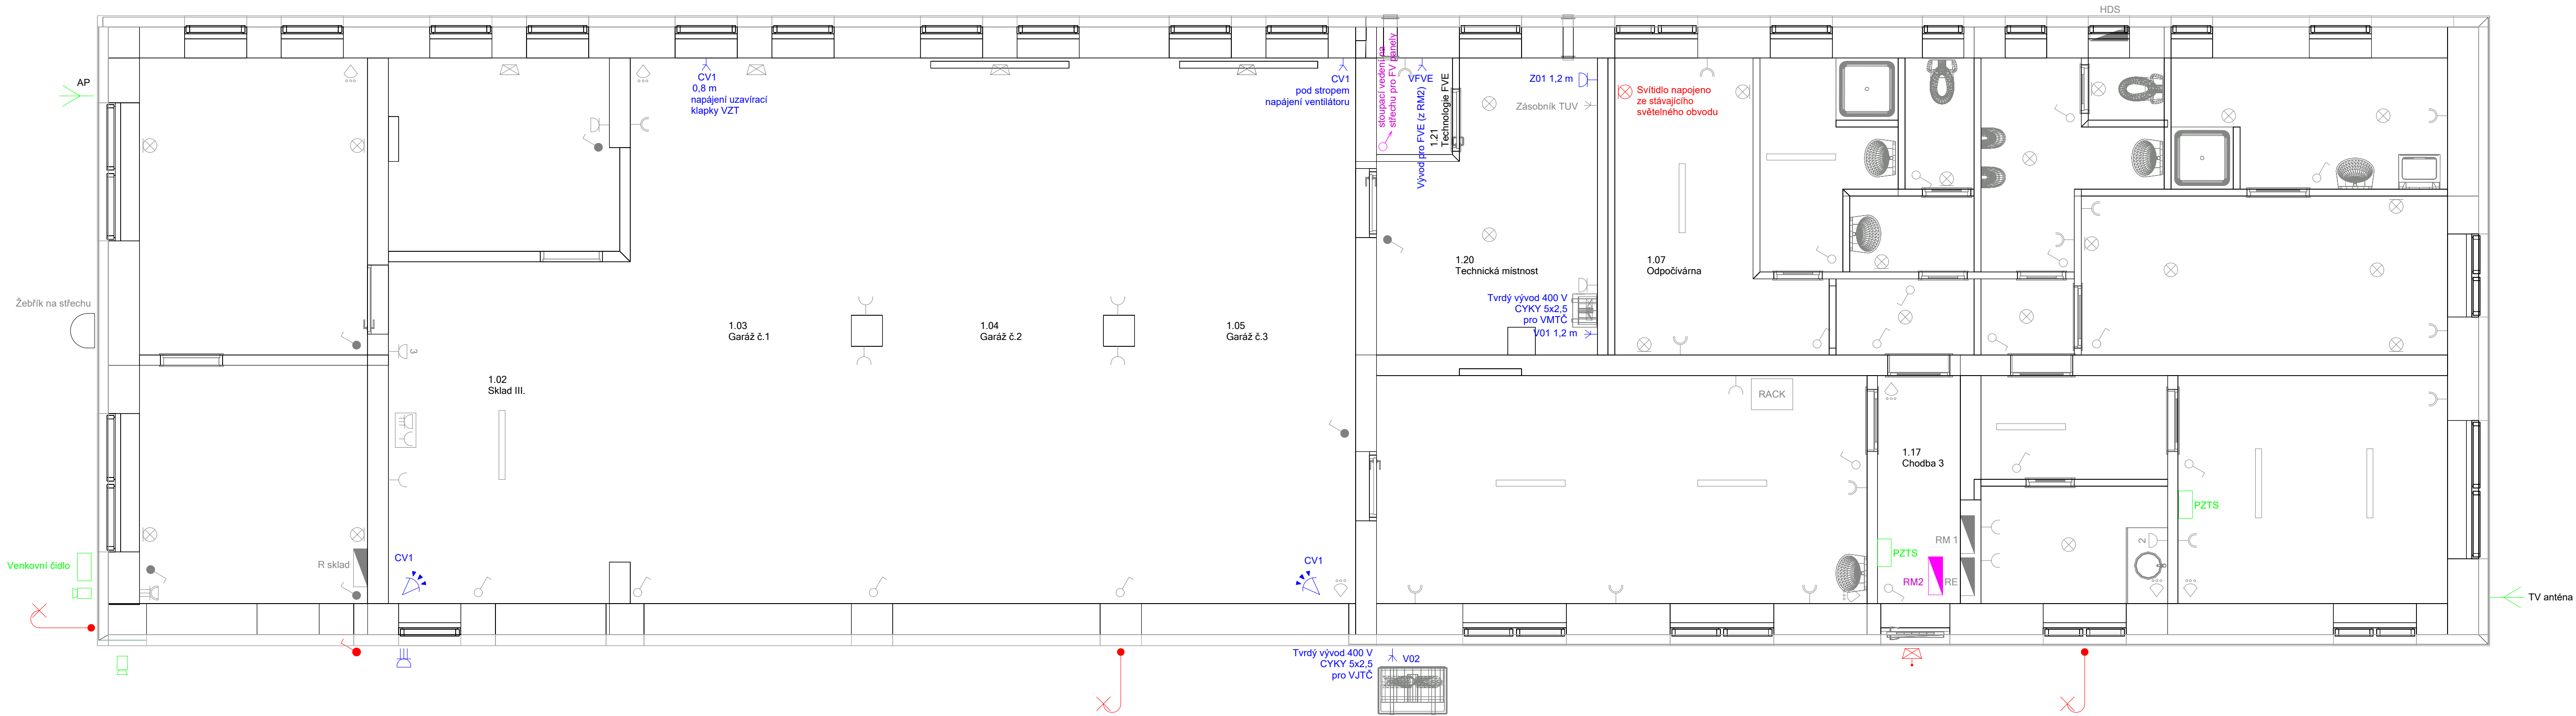 HDS
AP
CV1
0,8 m
napájení uzavírací
klapky VZT
CV1
pod stropem
napájení ventilátoru
stoupací vedení na
střechu pro FV panely
VFVE
Vývod pro FVE (z RM2)
1.21
Technologie FVE
Z01 1,2 m
Zásobník TUV
Svítidlo napojeno
ze stávajícího
světelného obvodu
1.20
Technická místnost
1.07
Odpočívárna
Žebřík na střechu
Tvrdý vývod 400 V
CYKY 5x2,5
pro VMTČ
V01 1,2 m
1.03
Garáž č.1
1.04
Garáž č.2
1.05
Garáž č.3
3
1.02
Sklad III.
RACK
1.17
Chodba 3
PZTS
RM 1
2
PZTS
RM2
RE
Venkovní čidlo
R sklad
CV1
CV1
TV anténa
Tvrdý vývod 400 V
CYKY 5x2,5
pro VJTČ
V02